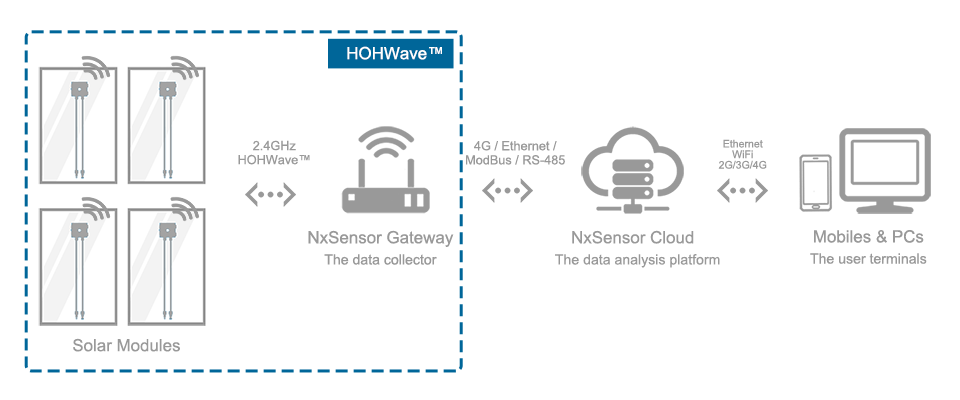 HOHWave™
2.4GHz
HOHWave™
4G / Ethernet /
ModBus / RS-485
Ethernet
WiFi
2G/3G/4G
NxSensor Gateway
The data collector
NxSensor Cloud
The data analysis platform
Mobiles & PCs
The user terminals
Solar Modules